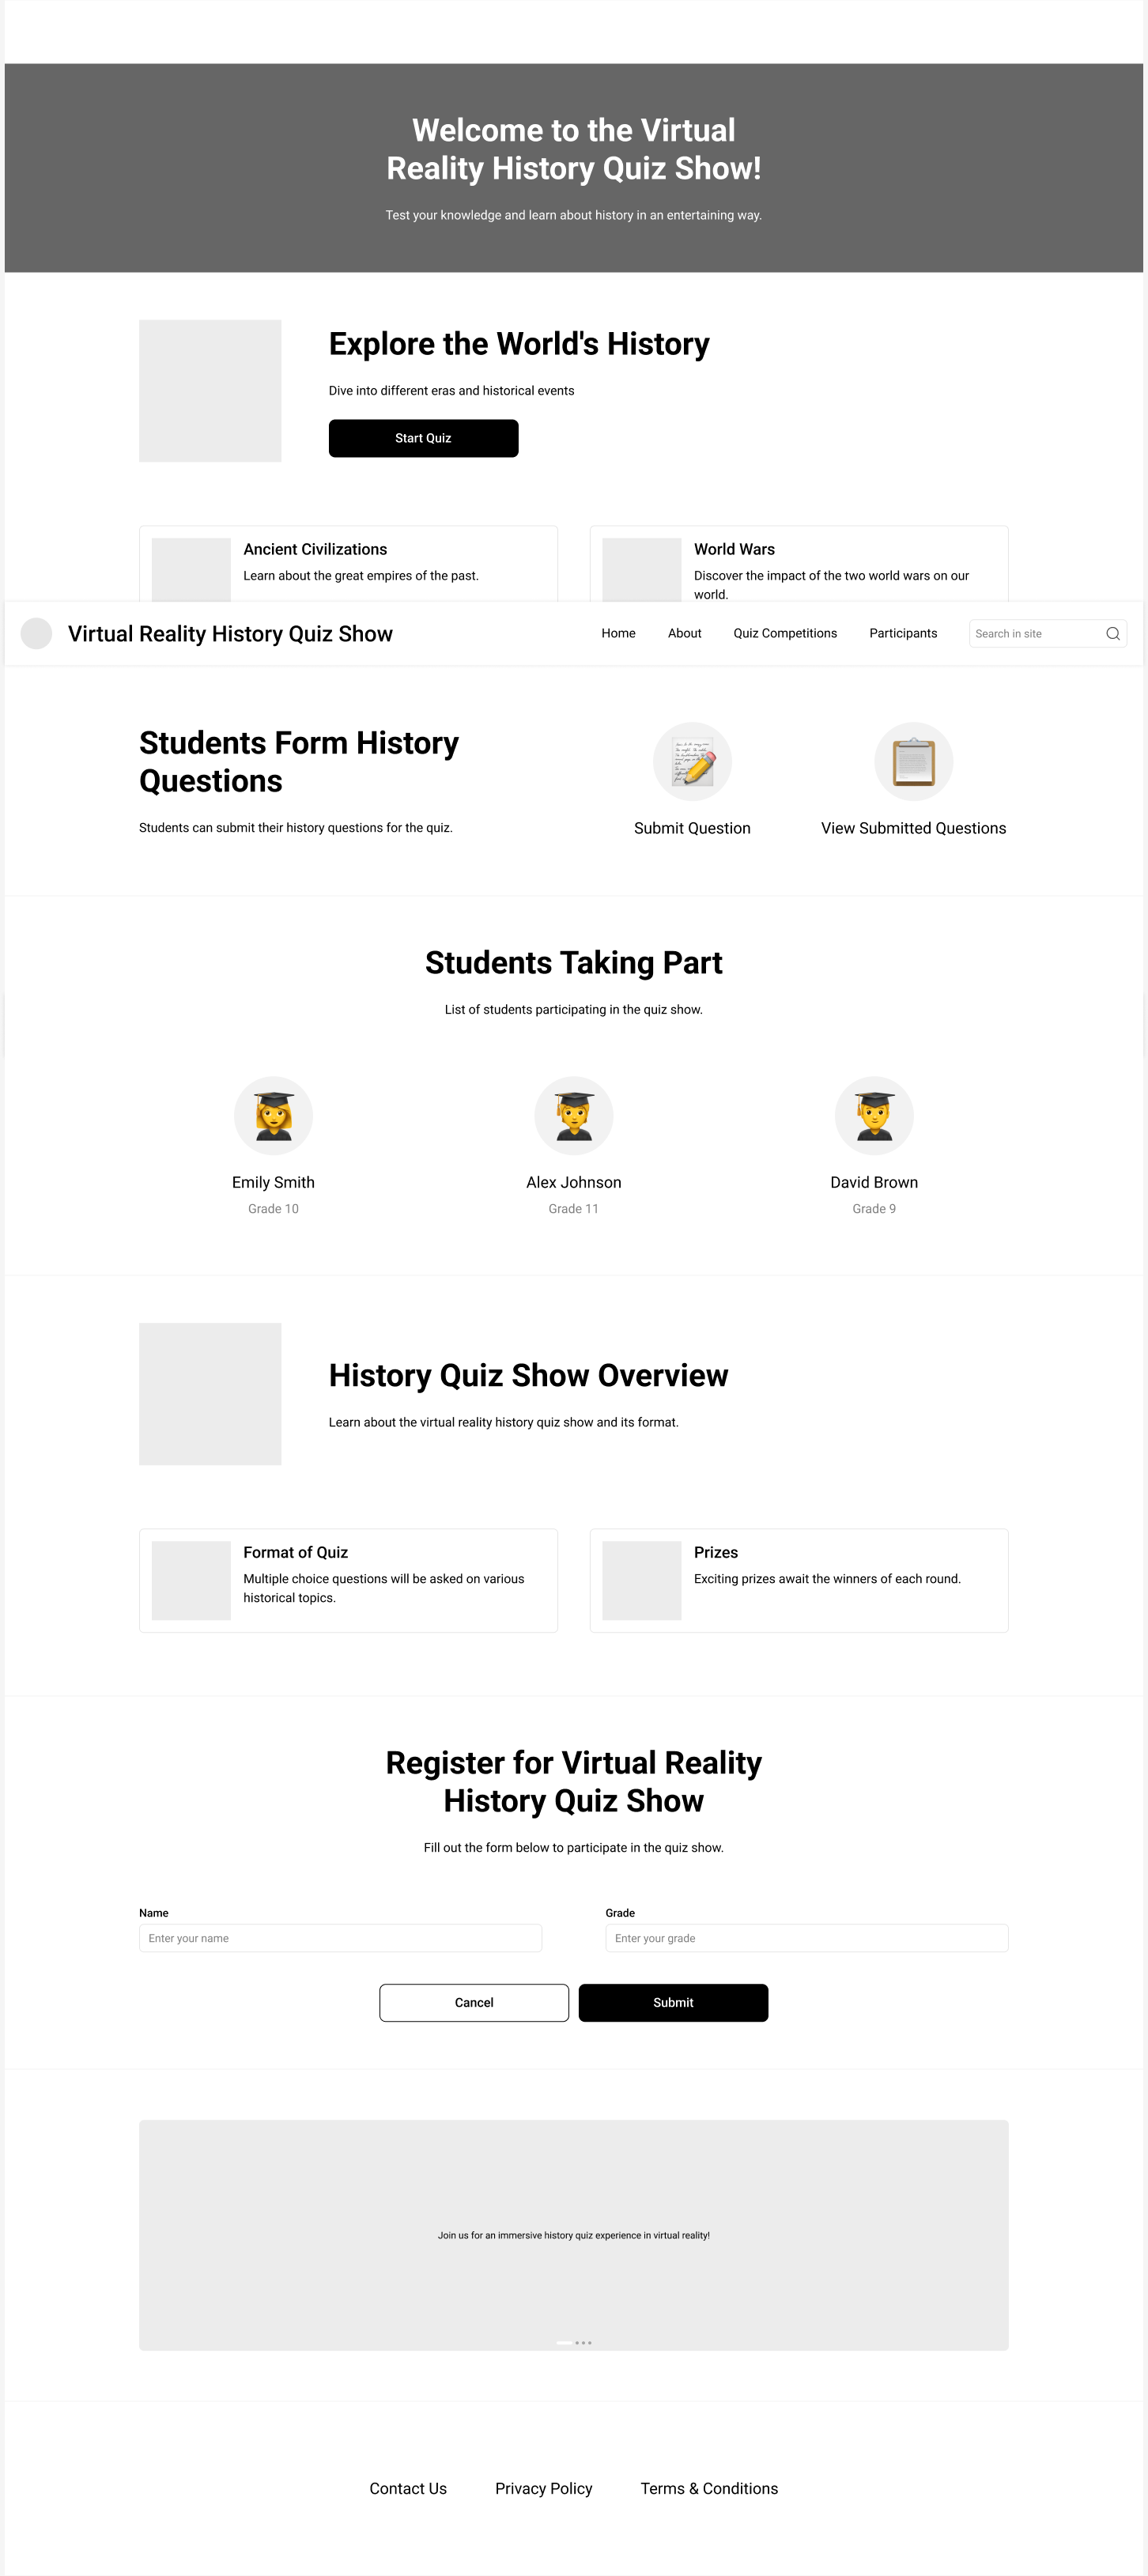 Welcome to the Virtual
Reality History Quiz Show!
Test your knowledge and learn about history in an entertaining way.
Explore the World's History
Dive into different eras and historical events
Start Quiz
Ancient Civilizations
Learn about the great empires of the past.
World Wars
Discover the impact of the two world wars on our
world.
Virtual Reality History Quiz Show
Home
About
Quiz Competitions
Participants
Search in site
Students Form History
Questions
Students can submit their history questions for the quiz.
Submit Question
View Submitted Questions
Students Taking Part
List of students participating in the quiz show.
Emily Smith
Grade 10
Alex Johnson
Grade 11
David Brown
Grade 9
History Quiz Show Overview
Learn about the virtual reality history quiz show and its format.
Format of Quiz
Multiple choice questions will be asked on various
historical topics.
Prizes
Exciting prizes await the winners of each round.
Register for Virtual Reality
History Quiz Show
Fill out the form below to participate in the quiz show.
Name
Enter your name
Grade
Enter your grade
Cancel
Submit
Join us for an immersive history quiz experience in virtual reality!
Contact Us
Privacy Policy
Terms & Conditions